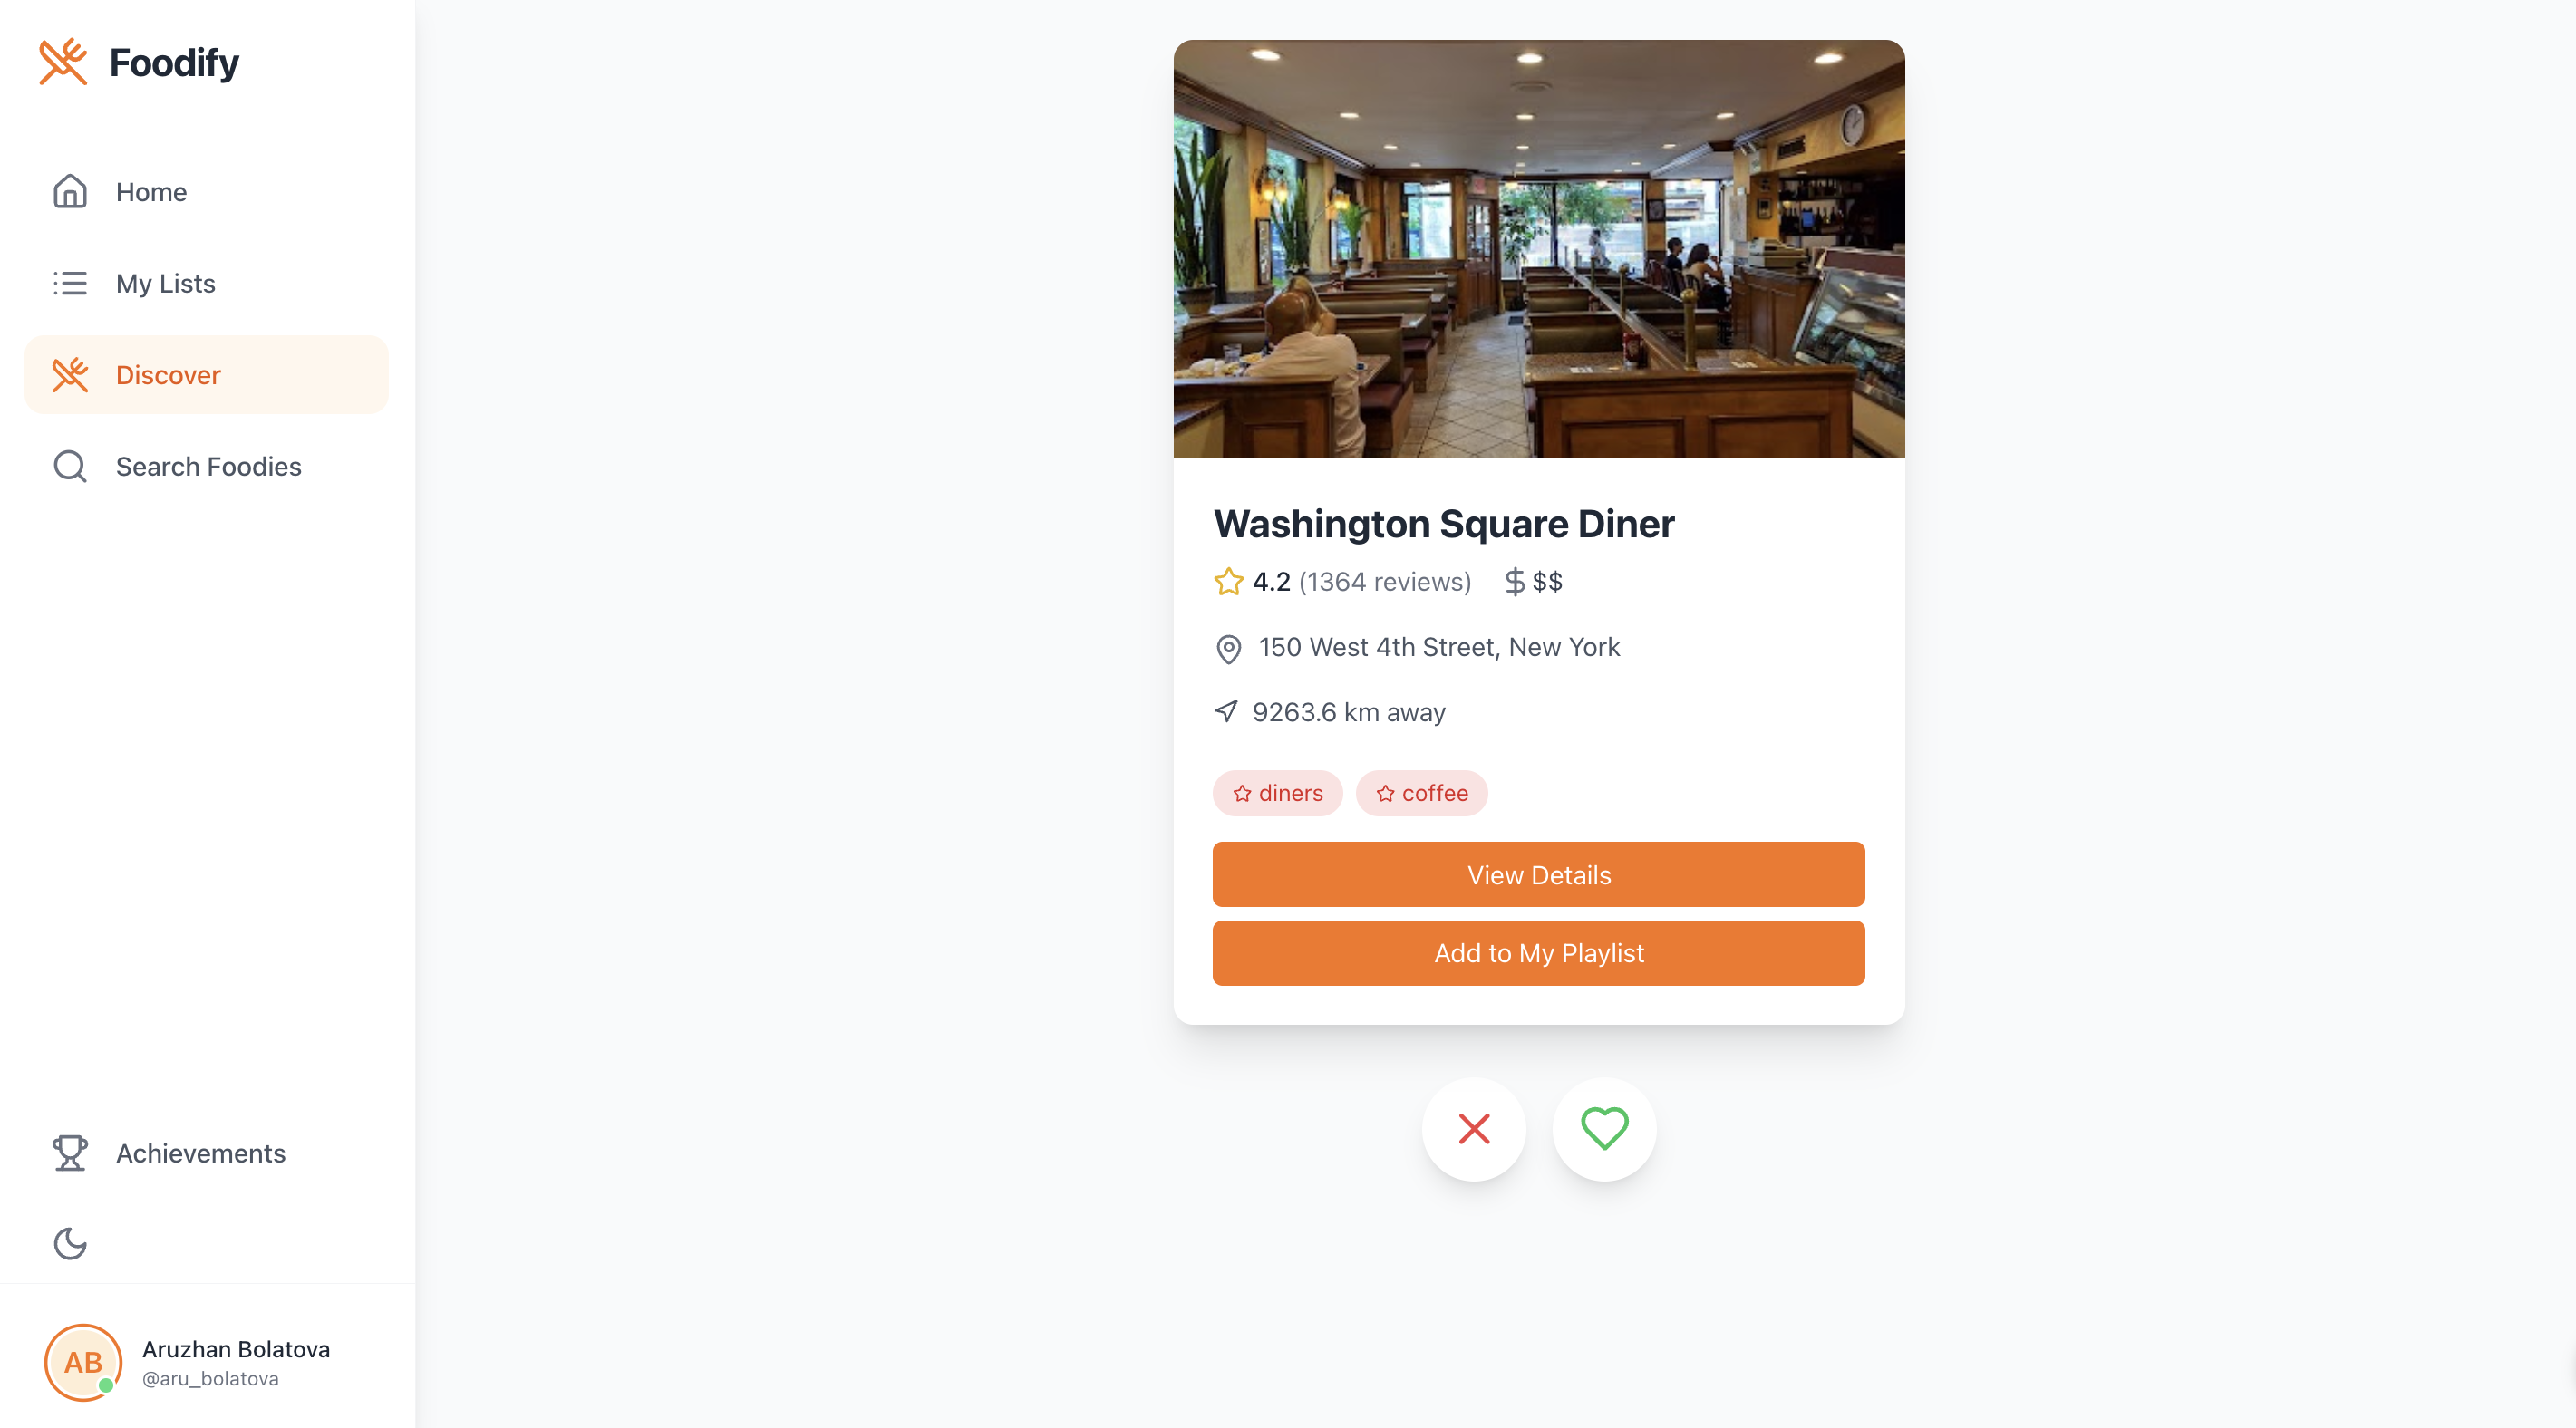 Foodify
Home
My Lists
Discover
Search Foodies
Achievements
AB
Aruzhan Bolatova
@aru_bolatova
Washington Square Diner
4.2 (1364 reviews) $$
150 West 4th Street, New York
9263.6 km away
diners coffee
View Details
Add to My Playlist